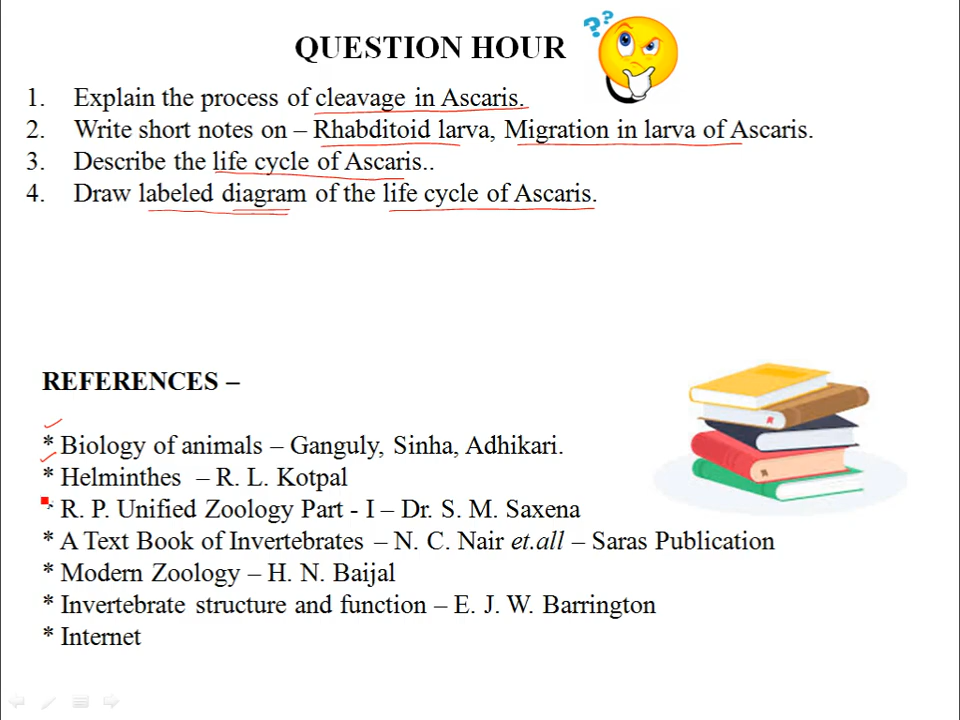 QUESTION HOUR
??
1. Explain the process of cleavage in Ascaris.
2. Write short notes on – Rhabditoid larva, Migration in larva of Ascaris.
3. Describe the life cycle of Ascaris..
4. Draw labeled diagram of the life cycle of Ascaris.
REFERENCES –
* Biology of animals – Ganguly, Sinha, Adhikari.
* Helminthes – R. L. Kotpal
* R. P. Unified Zoology Part - I – Dr. S. M. Saxena
* A Text Book of Invertebrates – N. C. Nair et.all – Saras Publication
* Modern Zoology – H. N. Baijal
* Invertebrate structure and function – E. J. W. Barrington
* Internet